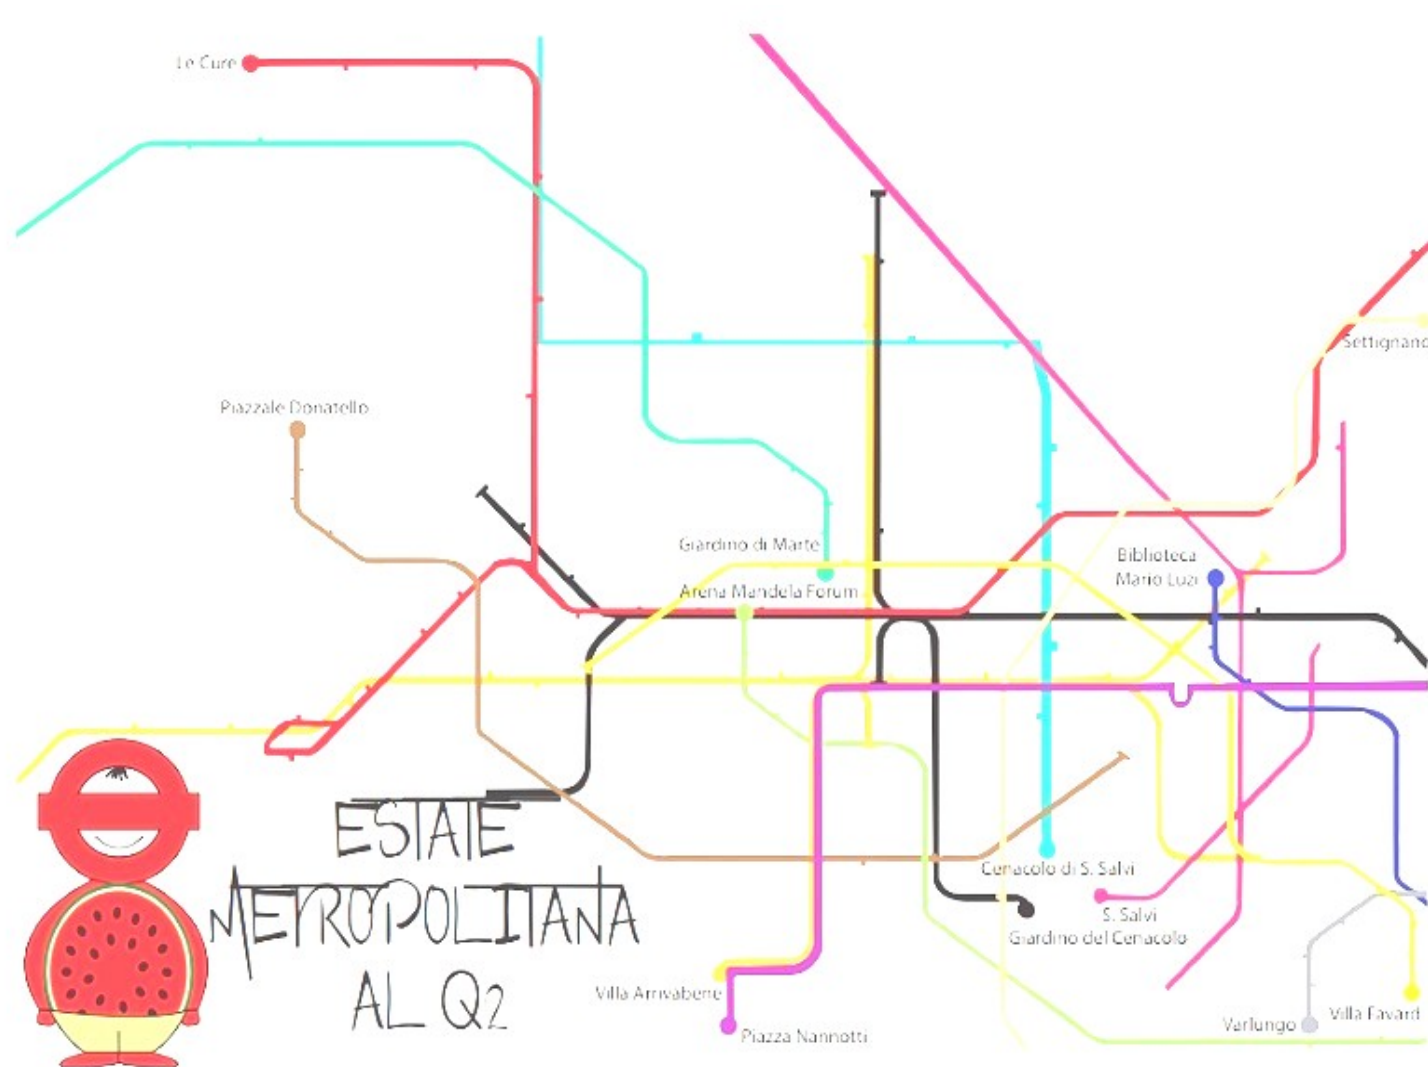 Le Cure
Settignano
Piazzale Donatello
Giardino di Marte
Biblioteca
Mario Luzi
Arena Mandela Forum
ESTATE
METROPOLITANA
AL Q2
Cenacolo di S. Salvi
S. Salvi
Giardino del Cenacolo
Villa Arrivabene
Piazza Nannotti
Varlungo
Villa Favard